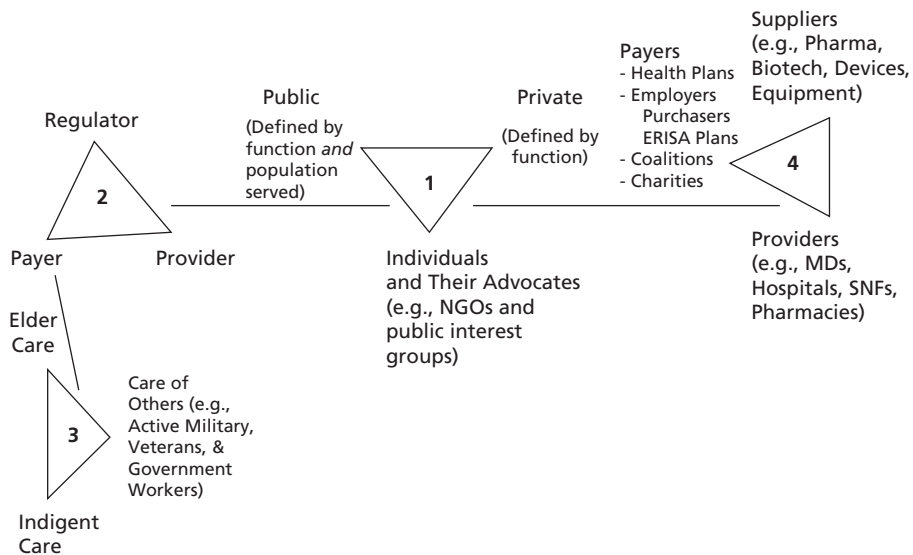 Regulator
2
Payer
Provider
Public
(Defined by
function and
population
served)
1
Individuals
and Their Advocates
(e.g., NGOs and
public interest
groups)
Private
(Defined by
function)
Payers
- Health Plans
- Employers
Purchasers
ERISA Plans
- Coalitions
- Charities
Suppliers
(e.g., Pharma,
Biotech, Devices,
Equipment)
4
Providers
(e.g., MDs,
Hospitals, SNFs,
Pharmacies)
Elder
Care
3
Care of
Others (e.g.,
Active Military,
Veterans, &
Government
Workers)
Indigent
Care